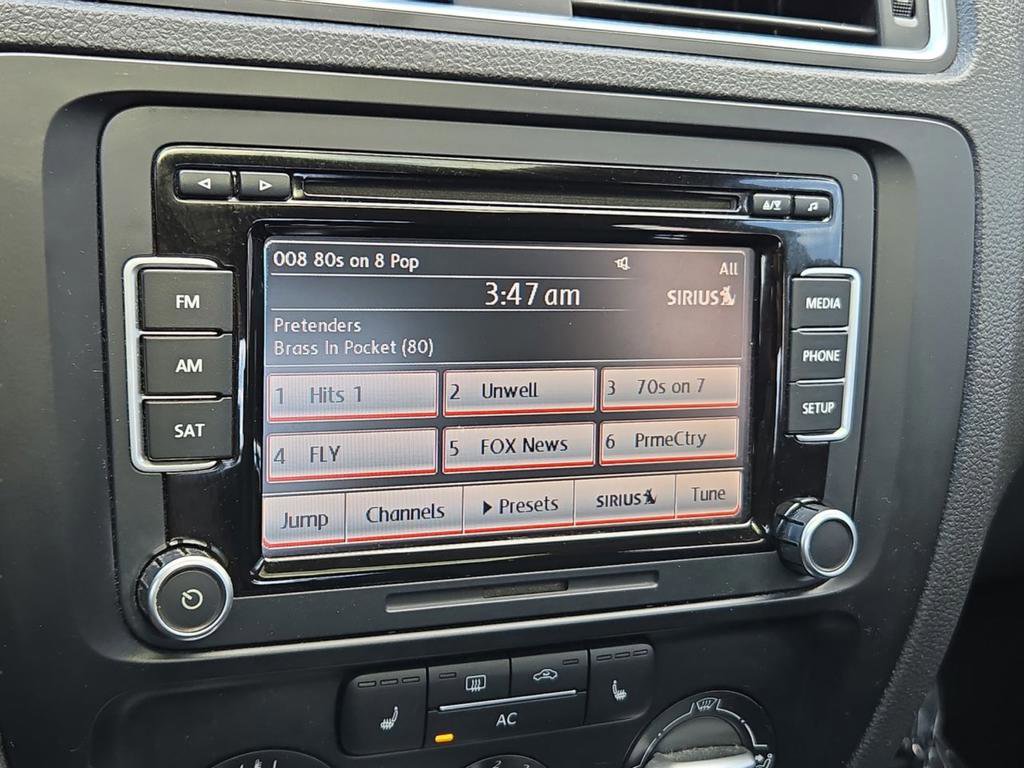 008 80s on 8 Pop
All
3:47 am
SIRIUS
Pretenders
Brass In Pocket (80)
1 Hits 1
2 Unwell
3 70s on 7
4 FLY
5 FOX News
6 PrmeCtry
Jump
Channels
Presets
SIRIUS
Tune
FM
AM
SAT
MEDIA
PHONE
SETUP
AC